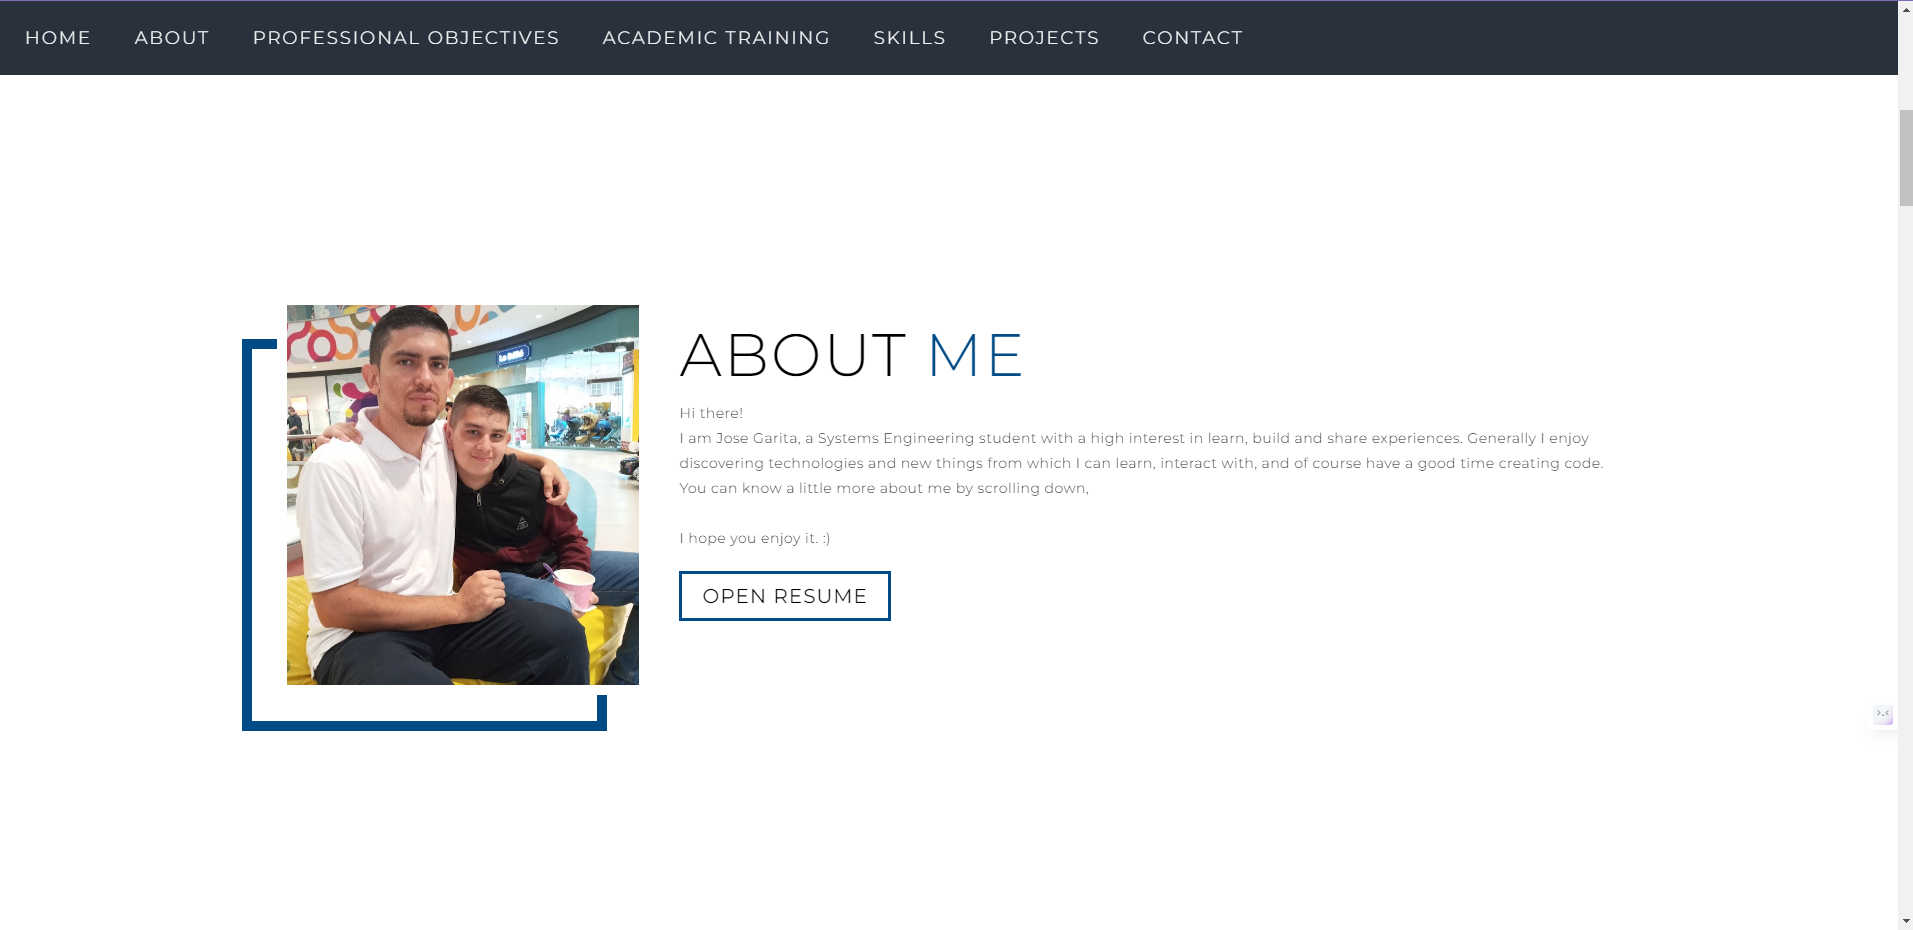 HOME ABOUT PROFESSIONAL OBJECTIVES ACADEMIC TRAINING SKILLS PROJECTS CONTACT
ABOUT ME
Hi there!
I am Jose Garita, a Systems Engineering student with a high interest in learn, build and share experiences. Generally I enjoy
discovering technologies and new things from which I can learn, interact with, and of course have a good time creating code.
You can know a little more about me by scrolling down,
I hope you enjoy it. :)
OPEN RESUME